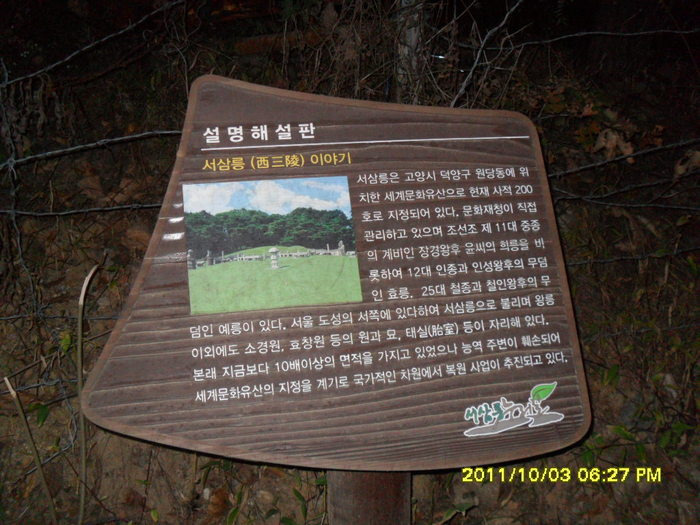 설명해설판
서삼릉 (西三陵) 이야기
서삼릉은 고양시 덕양구 원당동에 위
치한 세계문화유산으로 현재 사적 200
호로 지정되어 있다. 문화재청이 직접
관리하고 있으며 조선조 제 11대 중종
의 계비인 장경왕후 윤씨의 희릉을 비
롯하여 12대 인종과 인성왕후의 무덤
인 효릉. 25대 철종과 철인왕후의 무
덤인 예릉이 있다. 서울 도성의 서쪽에 있다하여 서삼릉으로 불리며 왕릉
이외에도 소경원, 효창원 등의 원과 묘, 태실(胎室) 등이 자리해 있다.
본래 지금보다 10배이상의 면적을 가지고 있었으나 능역 주변이 훼손되어
세계문화유산의 지정을 계기로 국가적인 차원에서 복원 사업이 추진되고 있다.
서삼릉누리길
2011/10/03 06:27 PM